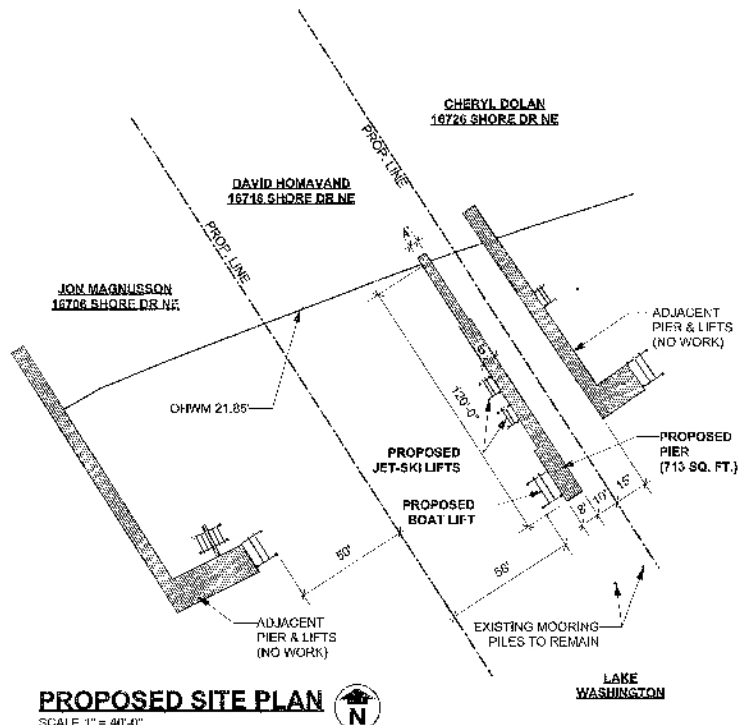 CHERYL DOLAN
16726 SHORE DR NE
PROP. LINE
DAVID HOMAVAND
16716 SHORE DR NE
PROP. LINE
4'
JON MAGNUSSON
16706 SHORE DR NE
ADJACENT
PIER & LIFTS
(NO WORK)
6'
OHWM 21.85'
120'-0"
PROPOSED
JET-SKI LIFTS
PROPOSED
PIER
(713 SQ. FT.)
PROPOSED
BOAT LIFT
8'
10'
15'
50'
56'
ADJACENT
PIER & LIFTS
(NO WORK)
EXISTING MOORING
PILES TO REMAIN
LAKE
WASHINGTON
PROPOSED SITE PLAN
N
SCALE 1" = 40'-0"